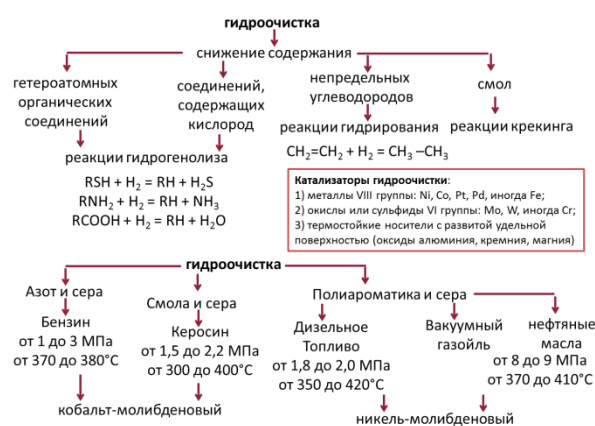 гидроочистка
снижение содержания
гетероатомных
органических
соединений
соединений,
содержащих
кислород
непредельных
углеводородов
смол
реакции гидрогенолиза
реакции гидрирования
реакции крекинга
RSH + H₂ = RH + H₂S
RNH₂ + H₂ = RH + NH₃
RCOOH + H₂ = RH + H₂O
CH₂=CH₂ + H₂ = CH₃ –CH₃
Катализаторы гидроочистки:
1) металлы VIII группы: Ni, Co, Pt, Pd, иногда Fe;
2) окислы или сульфиды VI группы: Mo, W, иногда Cr;
3) термостойкие носители с развитой удельной
поверхностью (оксиды алюминия, кремния, магния)
гидроочистка
Азот и сера
Смола и сера
Полиароматика и сера
Бензин
от 1 до 3 МПа
от 370 до 380°С
Керосин
от 1,5 до 2,2 МПа
от 300 до 400°С
Дизельное
Топливо
от 1,8 до 2,0 МПа
от 350 до 420°С
Вакуумный
газойль
нефтяные
масла
от 8 до 9 МПа
от 370 до 410°С
кобальт-молибденовый
никель-молибденовый